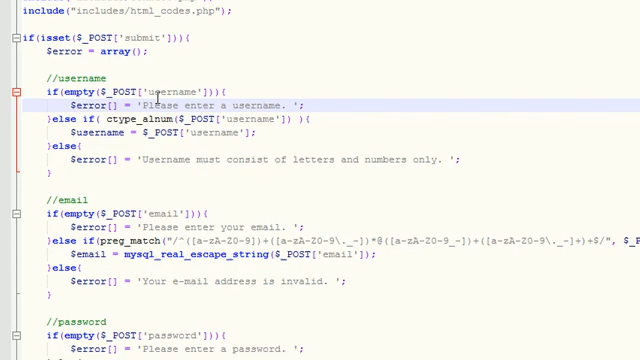 include("includes/html_codes.php");
if(isset($_POST['submit'])){
$error = array();
//username
if(empty($_POST['username'])){
$error[] = 'Please enter a username. ';
}else if( ctype_alnum($_POST['username']) ){
$username = $_POST['username'];
}else{
$error[] = 'Username must consist of letters and numbers only. ';
}
//email
if(empty($_POST['email'])){
$error[] = 'Please enter your email. ';
}else if(preg_match("/^([a-zA-Z0-9])+([a-zA-Z0-9\._-])*@([a-zA-Z0-9_-])+([a-zA-Z0-9\._-]+)+$/",
$email = mysql_real_escape_string($_POST['email']);
}else{
$error[] = 'Your e-mail address is invalid. ';
}
//password
if(empty($_POST['password'])){
$error[] = 'Please enter a password. ';